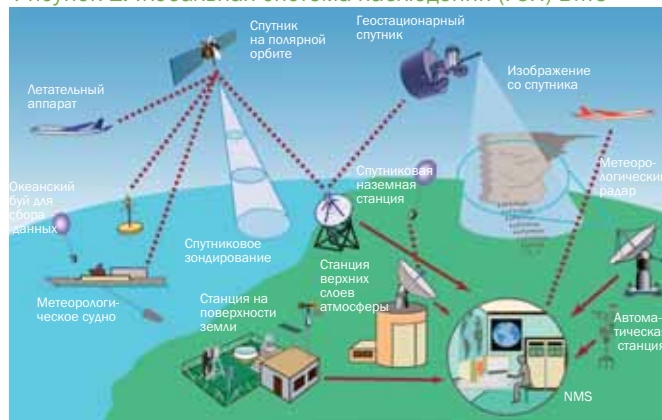 Спутник
на полярной
орбите
Геостационарный
спутник
Летательный
аппарат
Изображение
со спутника
Океанский
буй для
сбора
данных
Спутниковая
наземная
станция
Метеоро-
логический
радар
Спутниковое
зондирование
Станция
верхних
слоев
атмосферы
Метеорологи-
ческое судно
Станция на
поверхности
земли
Автома-
тическая
станция
NMS